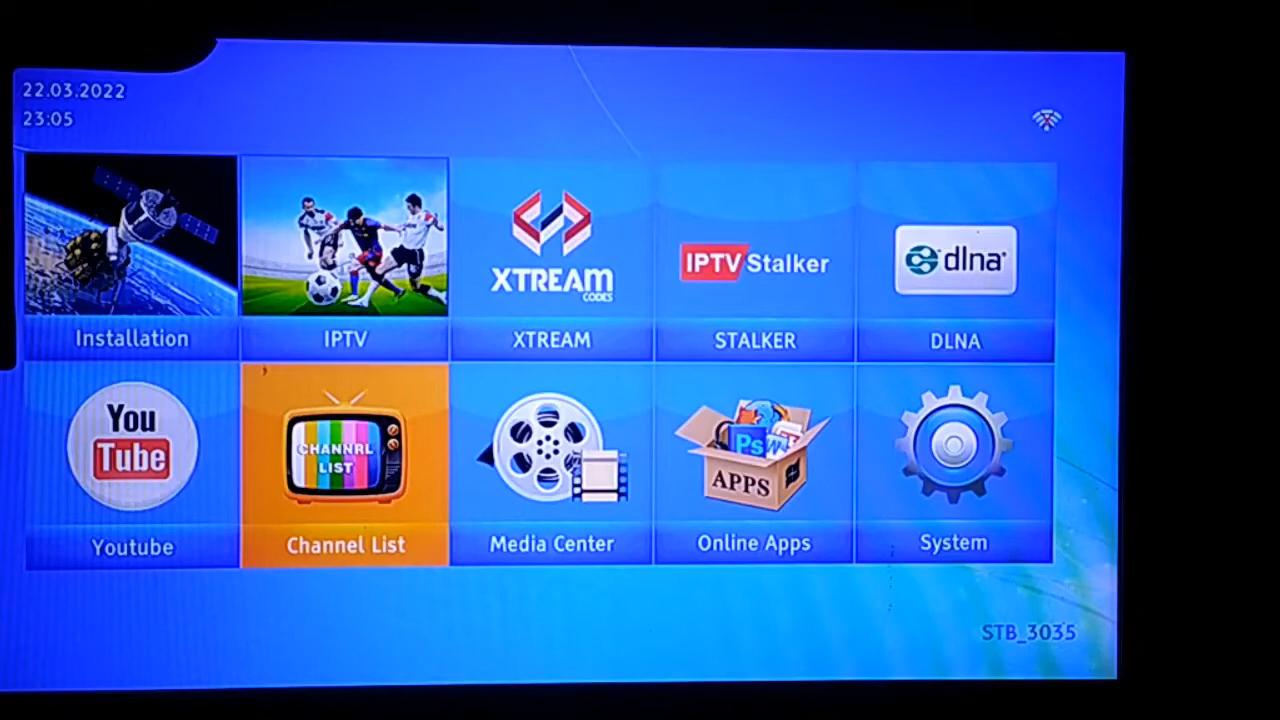 22.03.2022
23:05
XTREAM
CODES
IPTV Stalker
dlna
Installation
IPTV
XTREAM
STALKER
DLNA
You
Tube
CHANNRL
LIST
Ps
W
APPS
Youtube
Channel List
Media Center
Online Apps
System
STB_3035